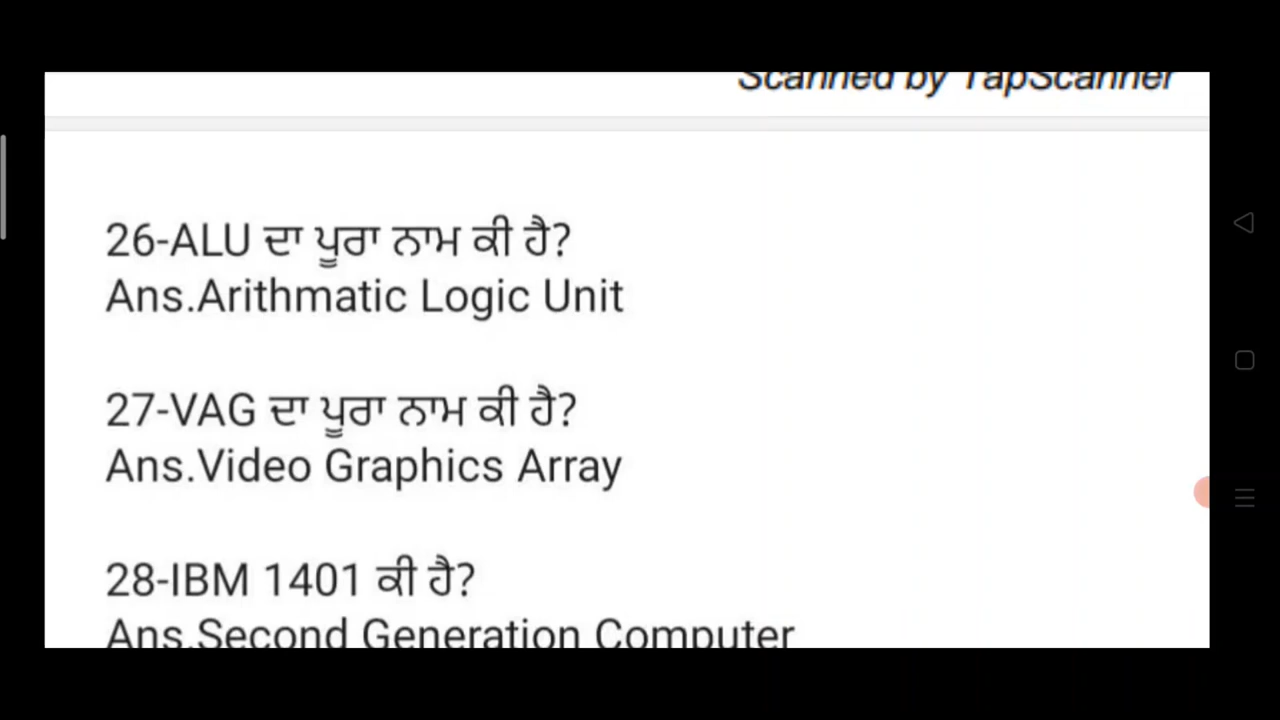 Scanned by TapScanner
26-ALU ਦਾ ਪੂਰਾ ਨਾਮ ਕੀ ਹੈ?
Ans.Arithmatic Logic Unit
27-VAG ਦਾ ਪੂਰਾ ਨਾਮ ਕੀ ਹੈ?
Ans.Video Graphics Array
28-IBM 1401 ਕੀ ਹੈ?
Ans.Second Generation Computer